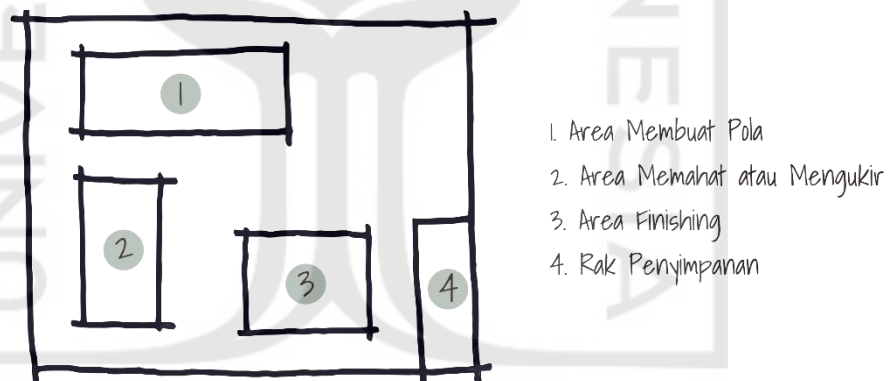 1
2
3
4
1. Area Membuat Pola
2. Area Memahat atau Mengukir
3. Area Finishing
4. Rak Penyimpanan
NESIA